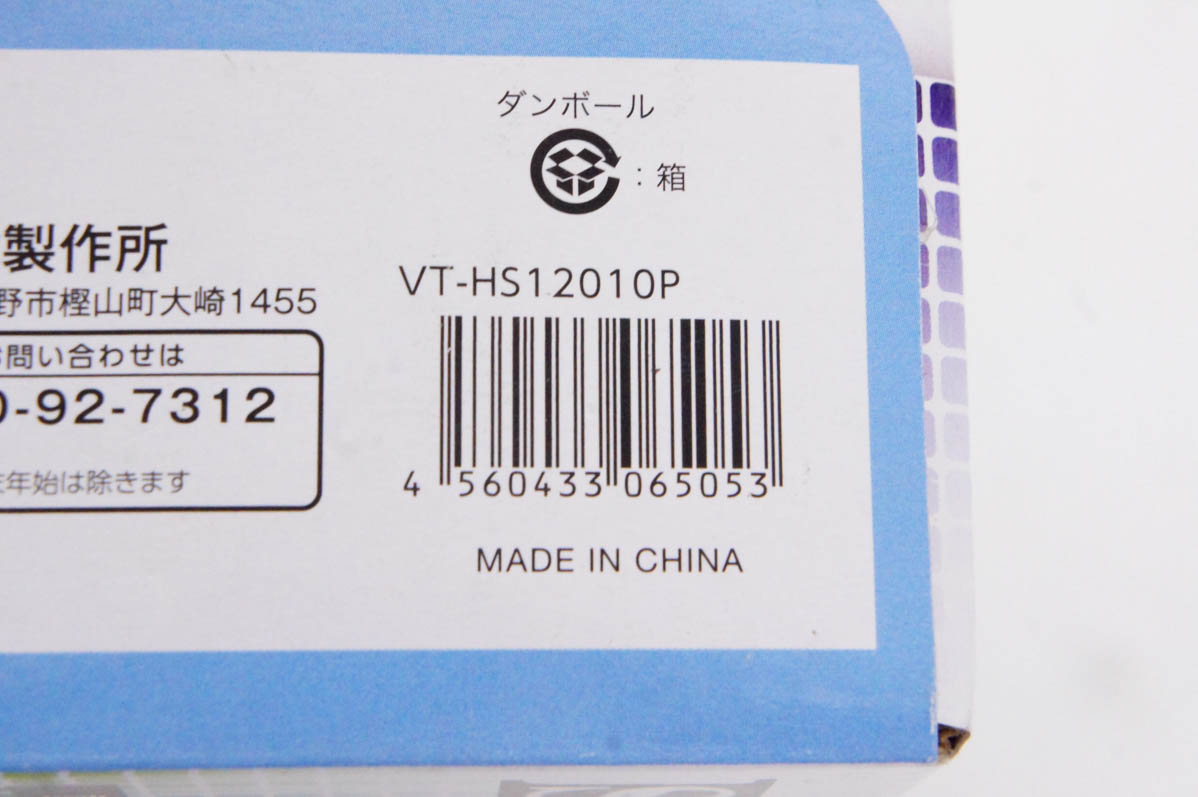 ダンボール
：箱
製作所
野市樫山町大崎1455
お問い合わせは
0-92-7312
年始は除きます
VT-HS12010P
4 560433 065053
MADE IN CHINA